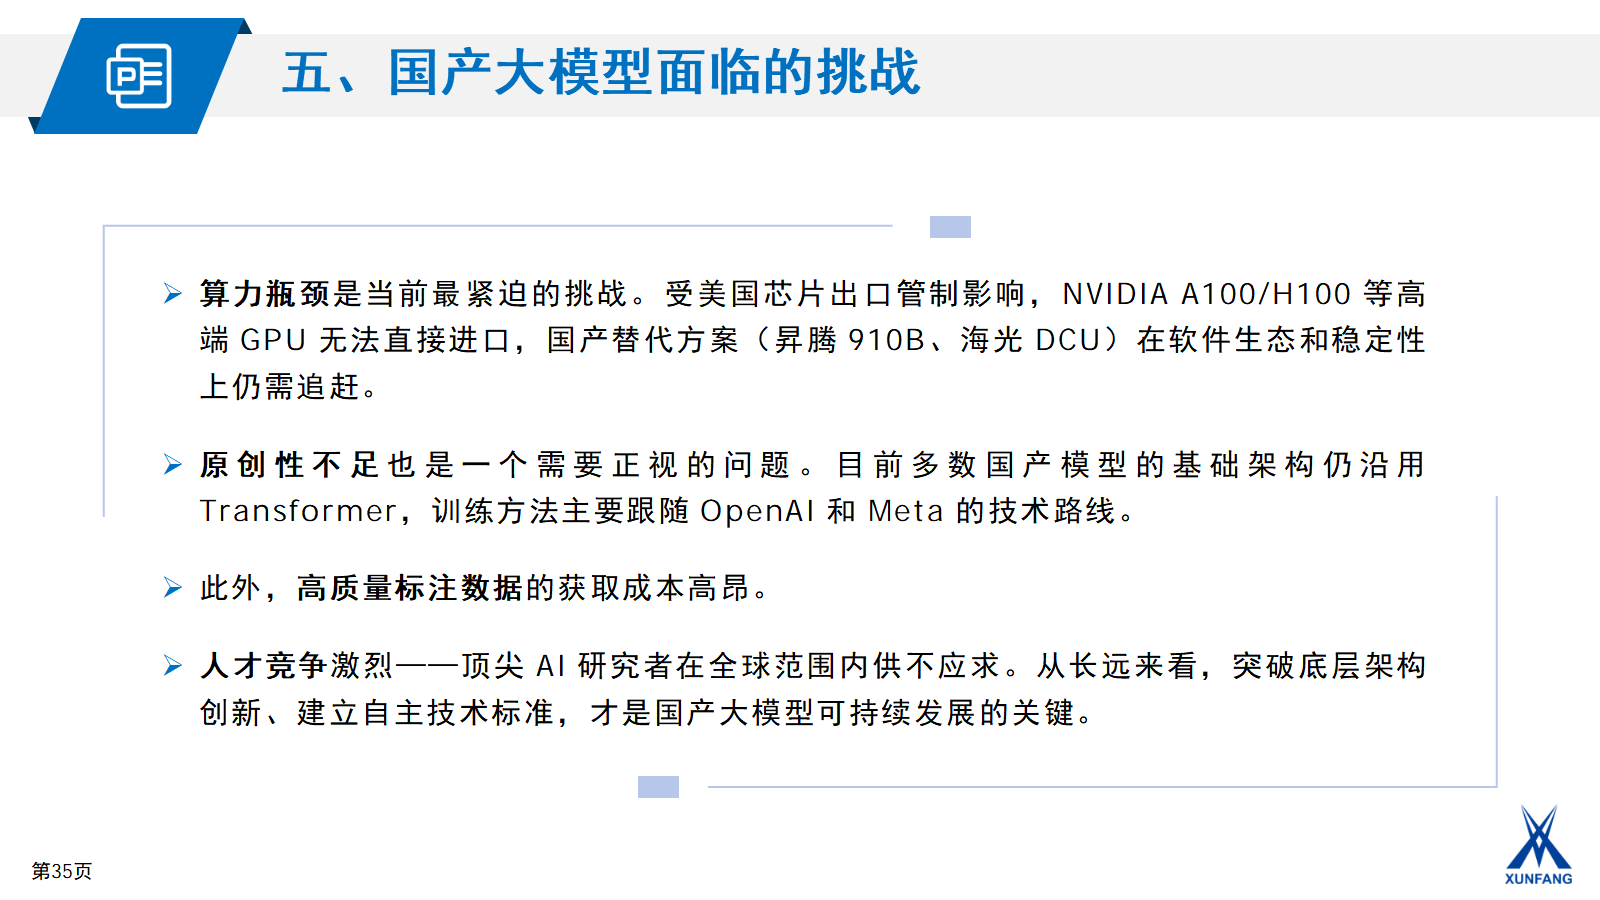 五、国产大模型面临的挑战
算力瓶颈是当前最紧迫的挑战。受美国芯片出口管制影响，NVIDIA A100/H100 等高
端 GPU 无法直接进口，国产替代方案（昇腾 910B、海光 DCU）在软件生态和稳定性
上仍需追赶。
原创性不足也是一个需要正视的问题。目前多数国产模型的基础架构仍沿用
Transformer，训练方法主要跟随 OpenAI 和 Meta 的技术路线。
此外，高质量标注数据的获取成本高昂。
人才竞争激烈——顶尖 AI 研究者在全球范围内供不应求。从长远来看，突破底层架构
创新、建立自主技术标准，才是国产大模型可持续发展的关键。
第35页
XUNFANG